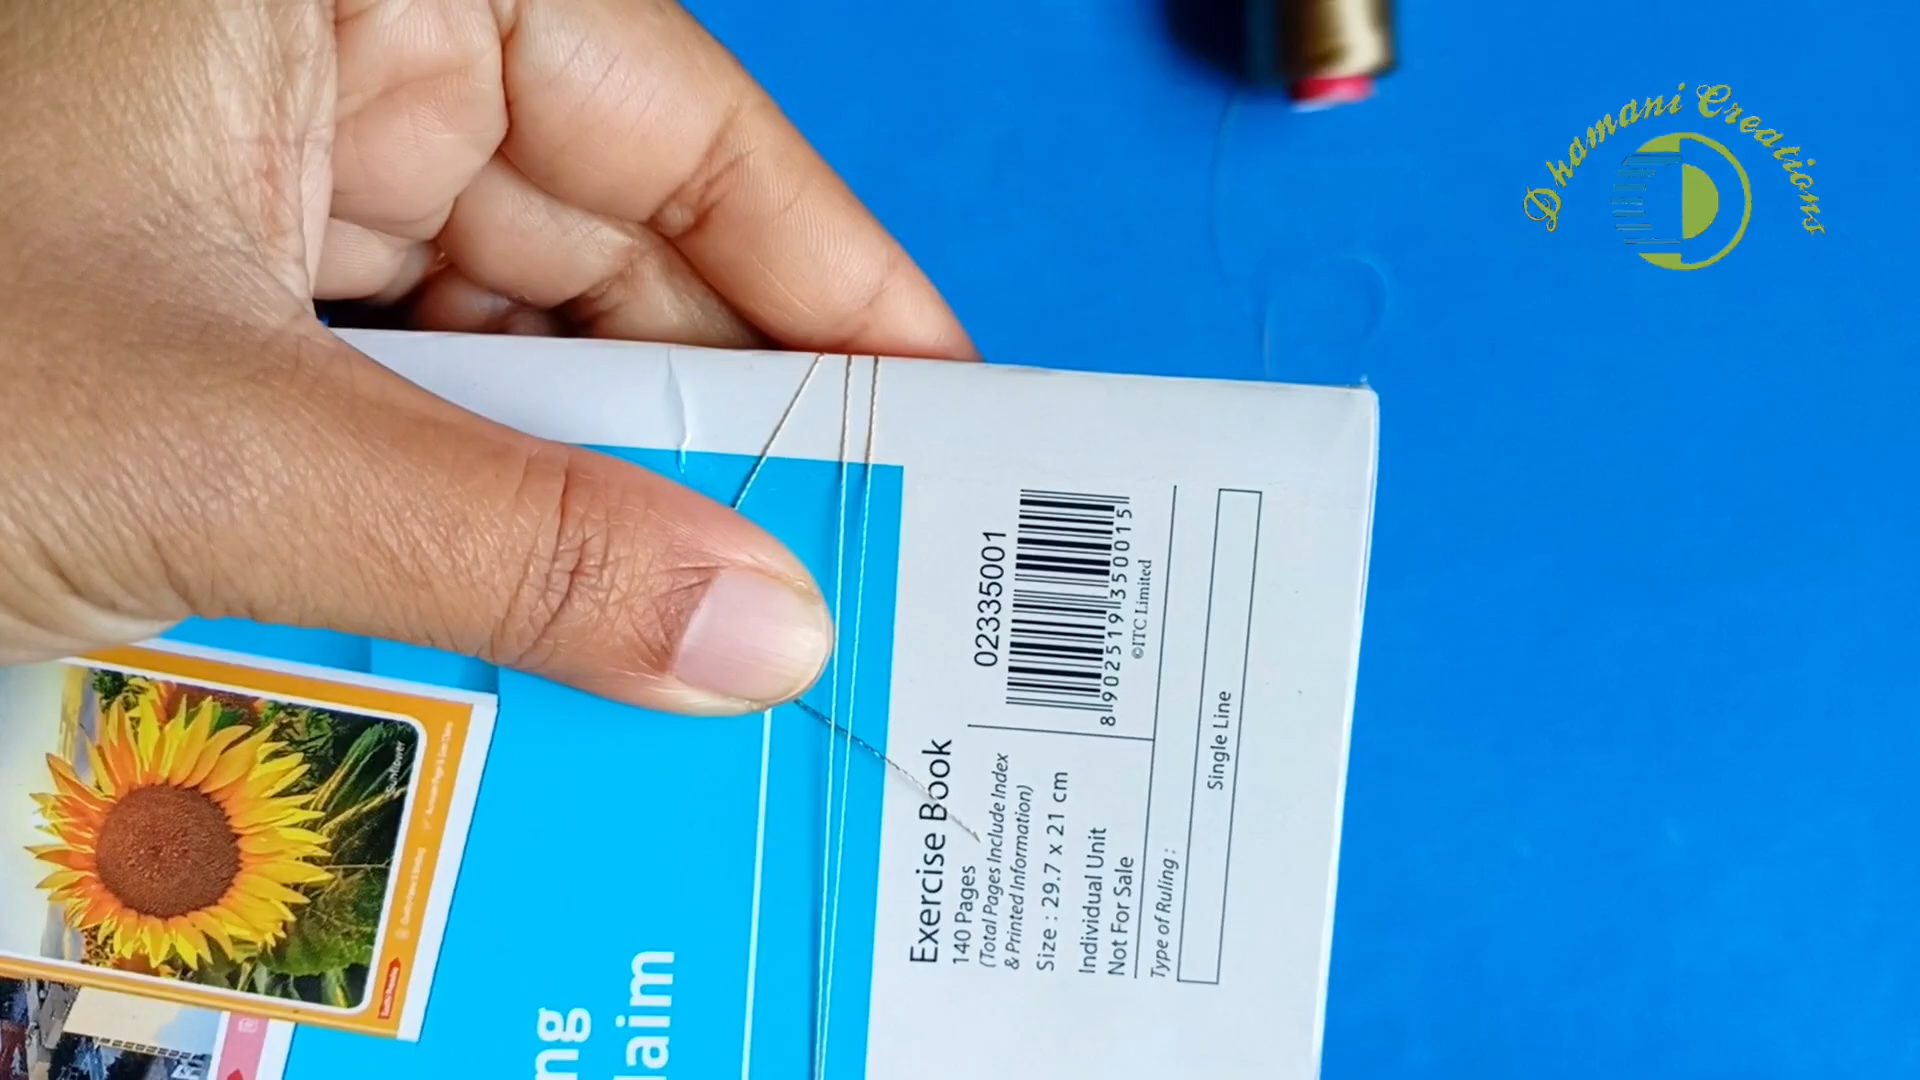 Dhamani Creations
Exercise Book
140 Pages
(Total Pages Include Index
& Printed Information)
Size : 29.7 x 21 cm
Individual Unit
Not For Sale
02335001
8 902519 350015
©ITC Limited
Type of Ruling :
Single Line
ng
laim
Sunflower